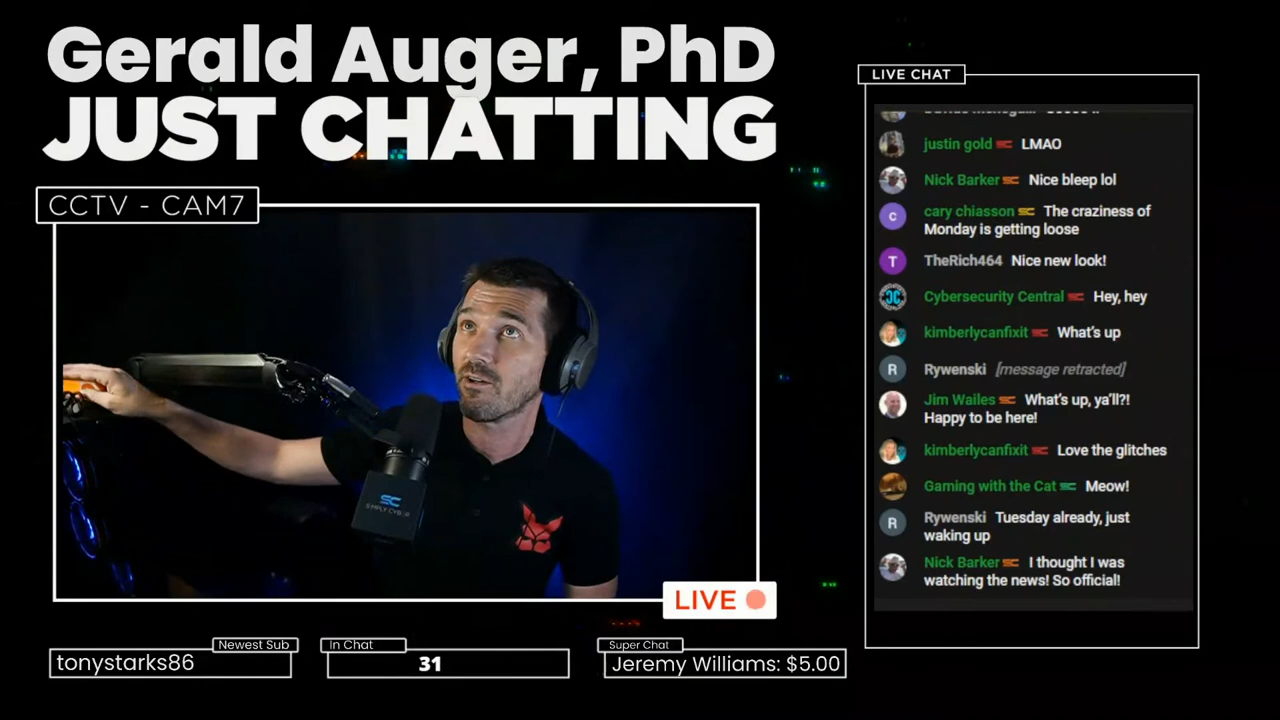 Gerald Auger, PhD
JUST CHATTING
CCTV - CAM7
SC
SIMPLY CYBER
LIVE
Newest Sub
tonystarks86
In Chat
31
Super Chat
Jeremy Williams: $5.00
LIVE CHAT
justin gold LMAO
Nick Barker Nice bleep lol
cary chiasson The craziness of
Monday is getting loose
TheRich464 Nice new look!
Cybersecurity Central Hey, hey
kimberlycanfixit What's up
Rywenski [message retracted]
Jim Wailes What's up, ya'll?!
Happy to be here!
kimberlycanfixit Love the glitches
Gaming with the Cat Meow!
Rywenski Tuesday already, just
waking up
Nick Barker I thought I was
watching the news! So official!